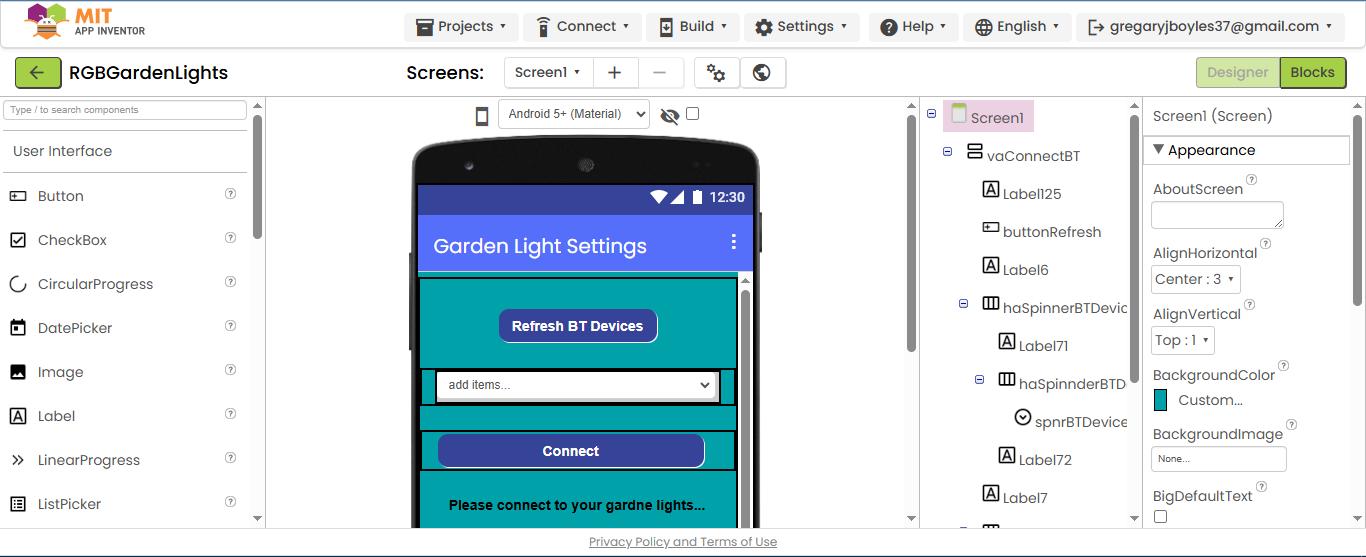 MIT
APP INVENTOR
Projects
Connect
Build
Settings
Help
English
gregaryjboyles37@gmail.com
RGBGardenLights
Screens:
Screen1
Designer
Blocks
Type / to search components
User Interface
Button
CheckBox
CircularProgress
DatePicker
Image
Label
LinearProgress
ListPicker
Android 5+ (Material)
12:30
Garden Light Settings
Refresh BT Devices
add items...
Connect
Please connect to your gardne lights...
Screen1
vaConnectBT
Label125
buttonRefresh
Label6
haSpinnerBTDevic
Label71
haSpinnderBTD
spnrBTDevice
Label72
Label7
Screen1 (Screen)
Appearance
AboutScreen
AlignHorizontal
Center : 3
AlignVertical
Top : 1
BackgroundColor
Custom...
BackgroundImage
None...
BigDefaultText
Privacy Policy and Terms of Use